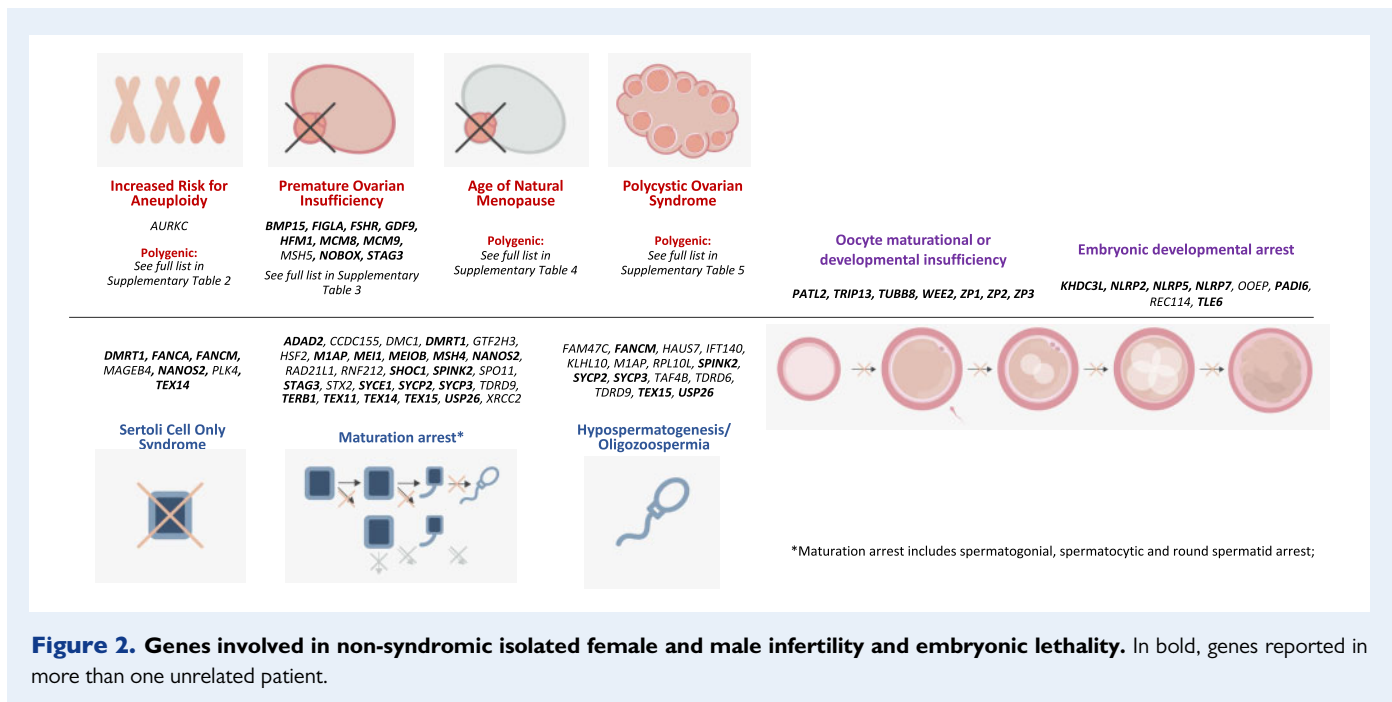 Increased Risk for
Aneuploidy
AURKC
Polygenic:
See full list in
Supplementary Table 2
Premature Ovarian
Insufficiency
BMP15, FIGLA, FSHR, GDF9,
HFM1, MCM8, MCM9,
MSH5, NOBOX, STAG3
See full list in Supplementary
Table 3
Age of Natural
Menopause
Polygenic:
See full list in
Supplementary Table 4
Polycystic Ovarian
Syndrome
Polygenic:
See full list in
Supplementary Table 5
Oocyte maturational or
developmental insufficiency
PATL2, TRIP13, TUBB8, WEE2, ZP1, ZP2, ZP3
Embryonic developmental arrest
KHDC3L, NLRP2, NLRP5, NLRP7, OOEP, PADI6,
REC114, TLE6
DMRT1, FANCA, FANCM,
MAGEB4, NANOS2, PLK4,
TEX14
Sertoli Cell Only
Syndrome
ADAD2, CCDC155, DMC1, DMRT1, GTF2H3,
HSF2, M1AP, MEI1, MEIOB, MSH4, NANOS2,
RAD21L1, RNF212, SHOC1, SPINK2, SPO11,
STAG3, STX2, SYCE1, SYCP2, SYCP3, TDRD9,
TERB1, TEX11, TEX14, TEX15, USP26, XRCC2
Maturation arrest*
FAM47C, FANCM, HAUS7, IFT140,
KLHL10, M1AP, RPL10L, SPINK2,
SYCP2, SYCP3, TAF4B, TDRD6,
TDRD9, TEX15, USP26
Hypospermatogenesis/
Oligozoospermia
*Maturation arrest includes spermatogonial, spermatocytic and round spermatid arrest;
Figure 2. Genes involved in non-syndromic isolated female and male infertility and embryonic lethality. In bold, genes reported in
more than one unrelated patient.